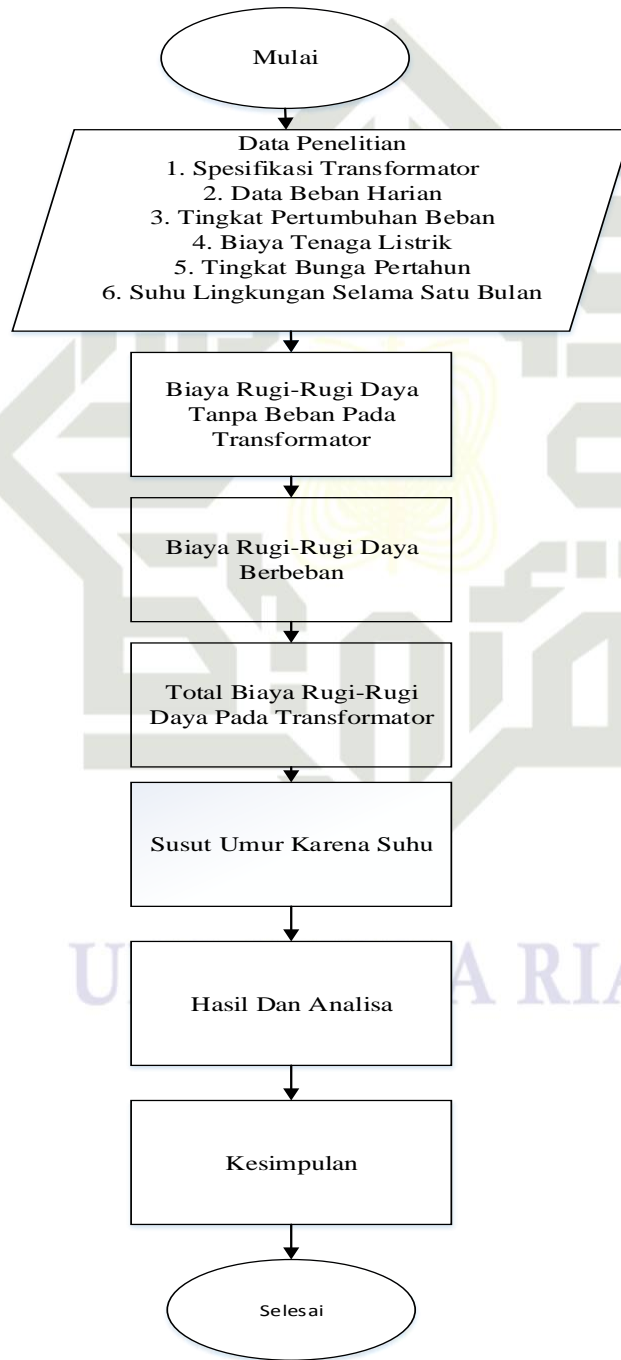 Mulai
Data Penelitian
1. Spesifikasi Transformator
2. Data Beban Harian
3. Tingkat Pertumbuhan Beban
4. Biaya Tenaga Listrik
5. Tingkat Bunga Pertahun
6. Suhu Lingkungan Selama Satu Bulan
Biaya Rugi-Rugi Daya
Tanpa Beban Pada
Transformator
Biaya Rugi-Rugi Daya
Berbeban
Total Biaya Rugi-Rugi
Daya Pada Transformator
Susut Umur Karena Suhu
Hasil Dan Analisa
Kesimpulan
Selesai